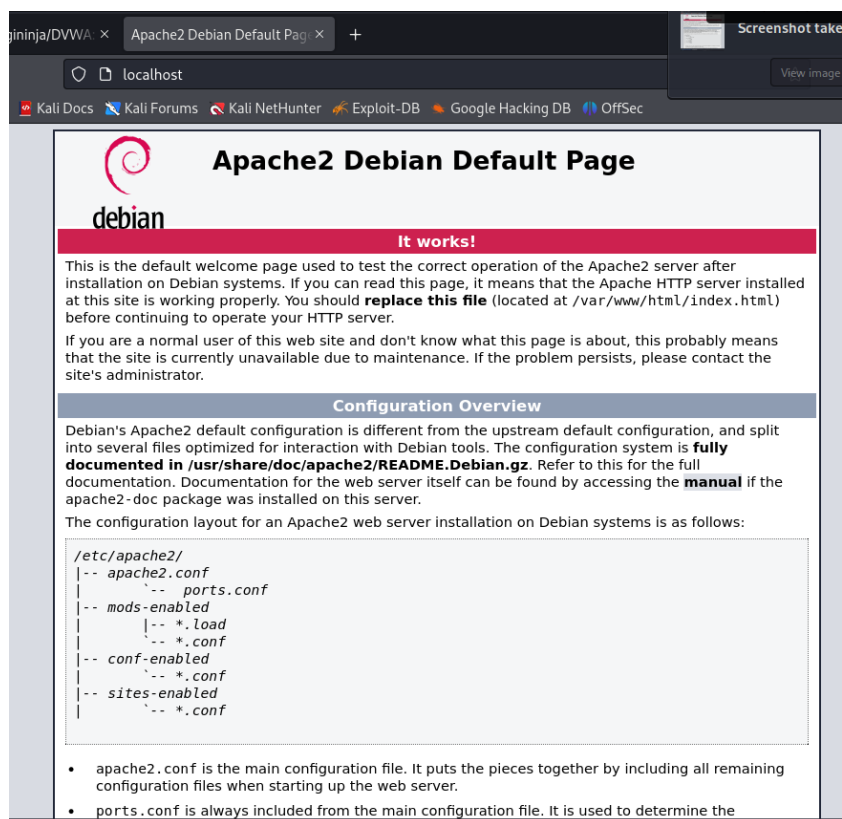 gininja/DVWA: × Apache2 Debian Default Page × + Screenshot take
localhost View image
Kali Docs Kali Forums Kali NetHunter Exploit-DB Google Hacking DB OffSec
Apache2 Debian Default Page
debian
It works!
This is the default welcome page used to test the correct operation of the Apache2 server after
installation on Debian systems. If you can read this page, it means that the Apache HTTP server installed
at this site is working properly. You should replace this file (located at /var/www/html/index.html)
before continuing to operate your HTTP server.
If you are a normal user of this web site and don't know what this page is about, this probably means
that the site is currently unavailable due to maintenance. If the problem persists, please contact the
site's administrator.
Configuration Overview
Debian's Apache2 default configuration is different from the upstream default configuration, and split
into several files optimized for interaction with Debian tools. The configuration system is fully
documented in /usr/share/doc/apache2/README.Debian.gz. Refer to this for the full
documentation. Documentation for the web server itself can be found by accessing the manual if the
apache2-doc package was installed on this server.
The configuration layout for an Apache2 web server installation on Debian systems is as follows:
/etc/apache2/
|-- apache2.conf
|       `--  ports.conf
|-- mods-enabled
|       |-- *.load
|       `-- *.conf
|-- conf-enabled
|       `-- *.conf
|-- sites-enabled
|       `-- *.conf
• apache2.conf is the main configuration file. It puts the pieces together by including all remaining
configuration files when starting up the web server.
• ports.conf is always included from the main configuration file. It is used to determine the